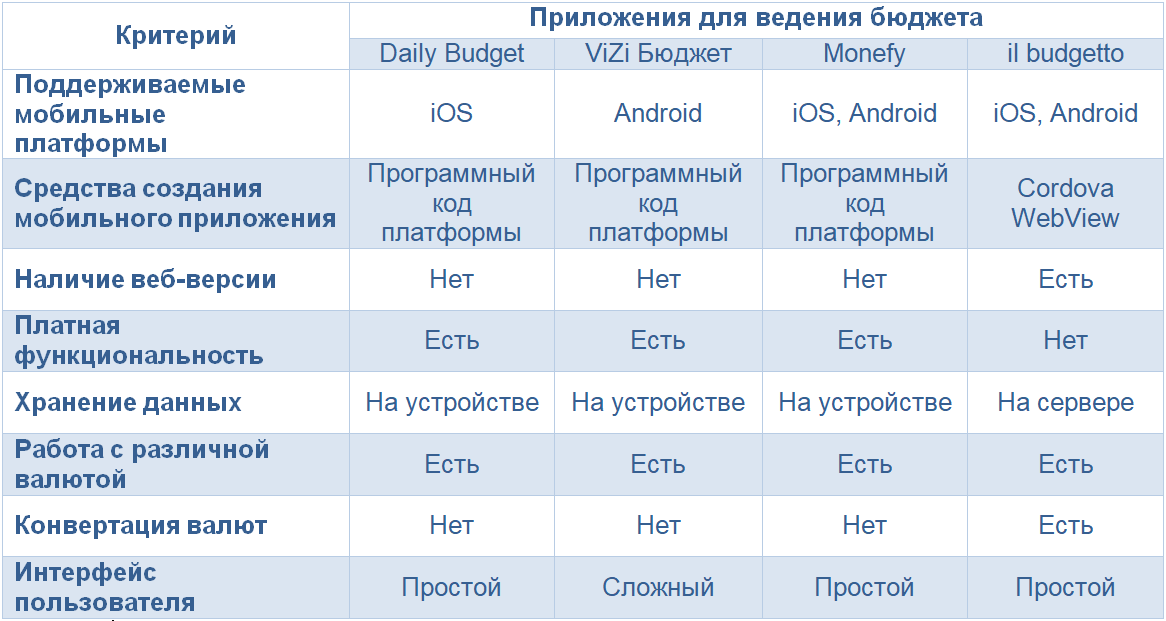 Критерий
Приложения для ведения бюджета
Daily Budget
ViZi Бюджет
Monefy
il budgetto
Поддерживаемые
мобильные
платформы
iOS
Android
iOS, Android
iOS, Android
Средства создания
мобильного приложения
Программный
код
платформы
Программный
код
платформы
Программный
код
платформы
Cordova
WebView
Наличие веб-версии
Нет
Нет
Нет
Есть
Платная
функциональность
Есть
Есть
Есть
Нет
Хранение данных
На устройстве
На устройстве
На устройстве
На сервере
Работа с различной
валютой
Есть
Есть
Есть
Есть
Конвертация валют
Нет
Нет
Нет
Есть
Интерфейс
пользователя
Простой
Сложный
Простой
Простой